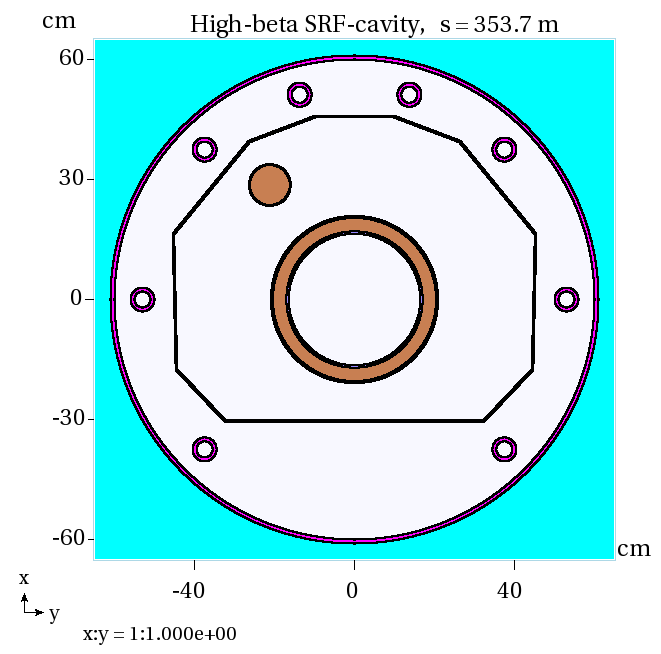 cm
High-beta SRF-cavity, s = 353.7 m
60
30
0
-30
-60
cm
-40 0 40
x
y
x:y = 1:1.000e+00